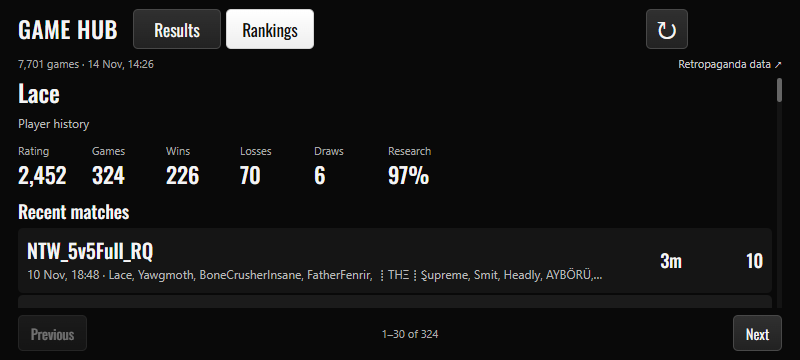 GAME HUB Results Rankings ↻
7,701 games · 14 Nov, 14:26 Retropaganda data ↗
Lace
Player history
Rating Games Wins Losses Draws Research
2,452 324 226 70 6 97%
Recent matches
NTW_5v5Full_RQ 3m 10
10 Nov, 18:48 · Lace, Yawgmoth, BoneCrusherInsane, FatherFenrir, ┋THΞ┋Ṩupreme, Smit, Headly, AYBÖRÜ,...
Previous 1–30 of 324 Next